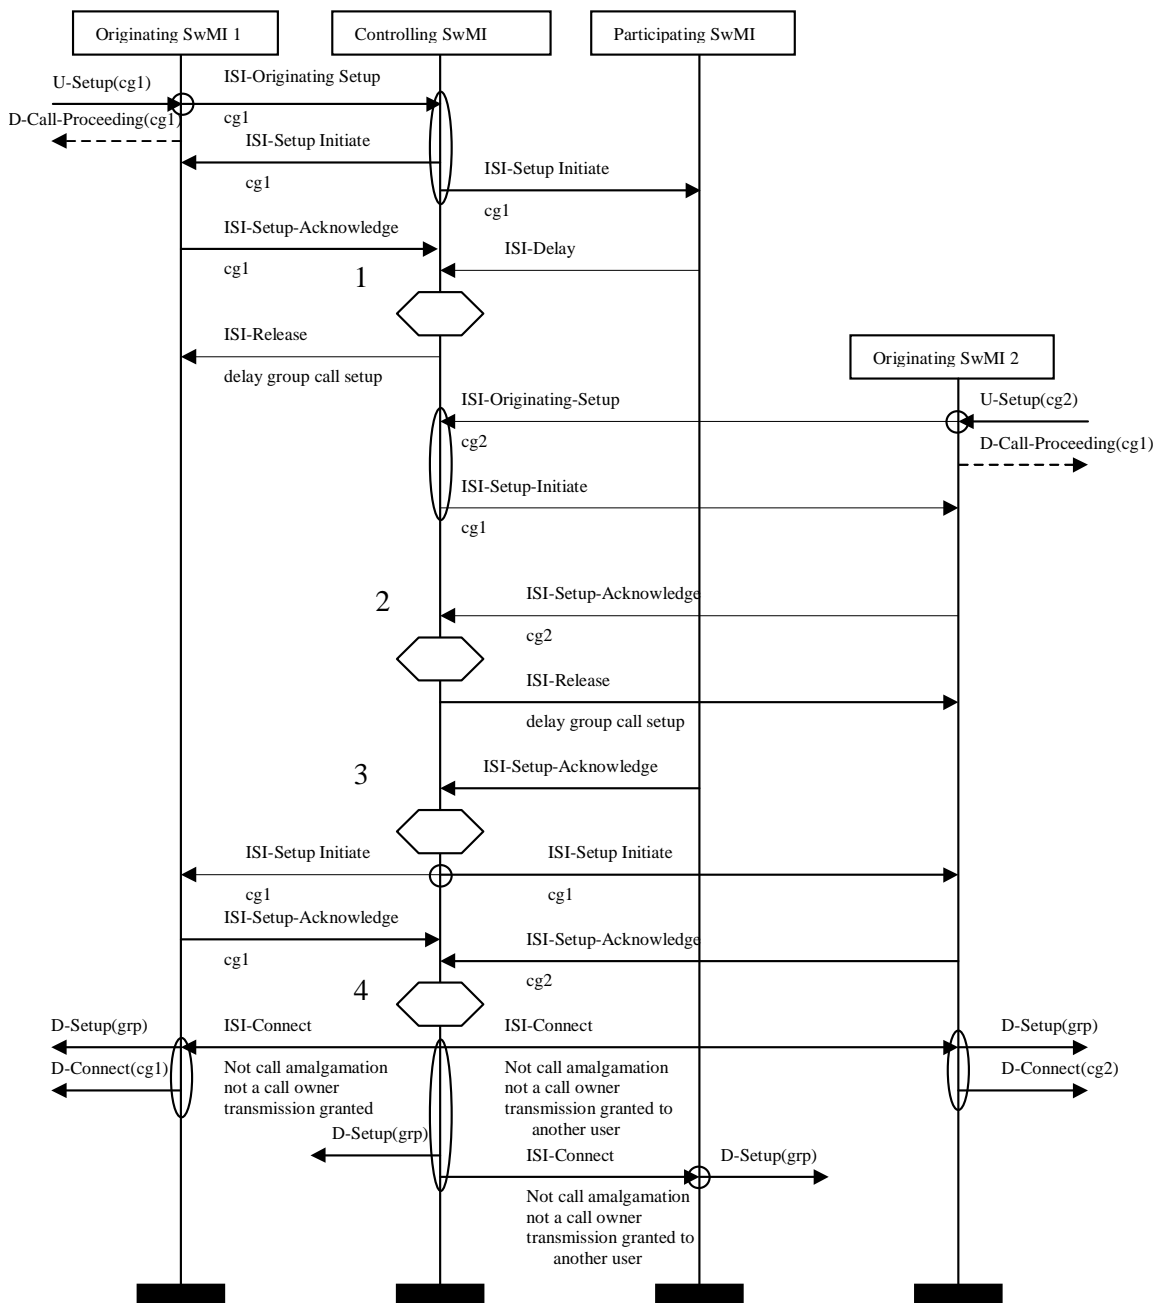 Originating SwMI 1
Controlling SwMI
Participating SwMI
U-Setup(cg1)
ISI-Originating Setup
D-Call-Proceeding(cg1)
cg1
ISI-Setup Initiate
cg1
ISI-Setup Initiate
cg1
ISI-Setup-Acknowledge
cg1
ISI-Delay
1
ISI-Release
delay group call setup
Originating SwMI 2
ISI-Originating-Setup
cg2
U-Setup(cg2)
D-Call-Proceeding(cg1)
ISI-Setup-Initiate
cg1
2
ISI-Setup-Acknowledge
cg2
ISI-Release
delay group call setup
3
ISI-Setup-Acknowledge
ISI-Setup Initiate
cg1
ISI-Setup Initiate
cg1
ISI-Setup-Acknowledge
cg1
ISI-Setup-Acknowledge
cg2
4
D-Setup(grp)
ISI-Connect
ISI-Connect
D-Setup(grp)
D-Connect(cg1)
Not call amalgamation
not a call owner
transmission granted
Not call amalgamation
not a call owner
transmission granted to
another user
D-Connect(cg2)
D-Setup(grp)
ISI-Connect
D-Setup(grp)
Not call amalgamation
not a call owner
transmission granted to
another user